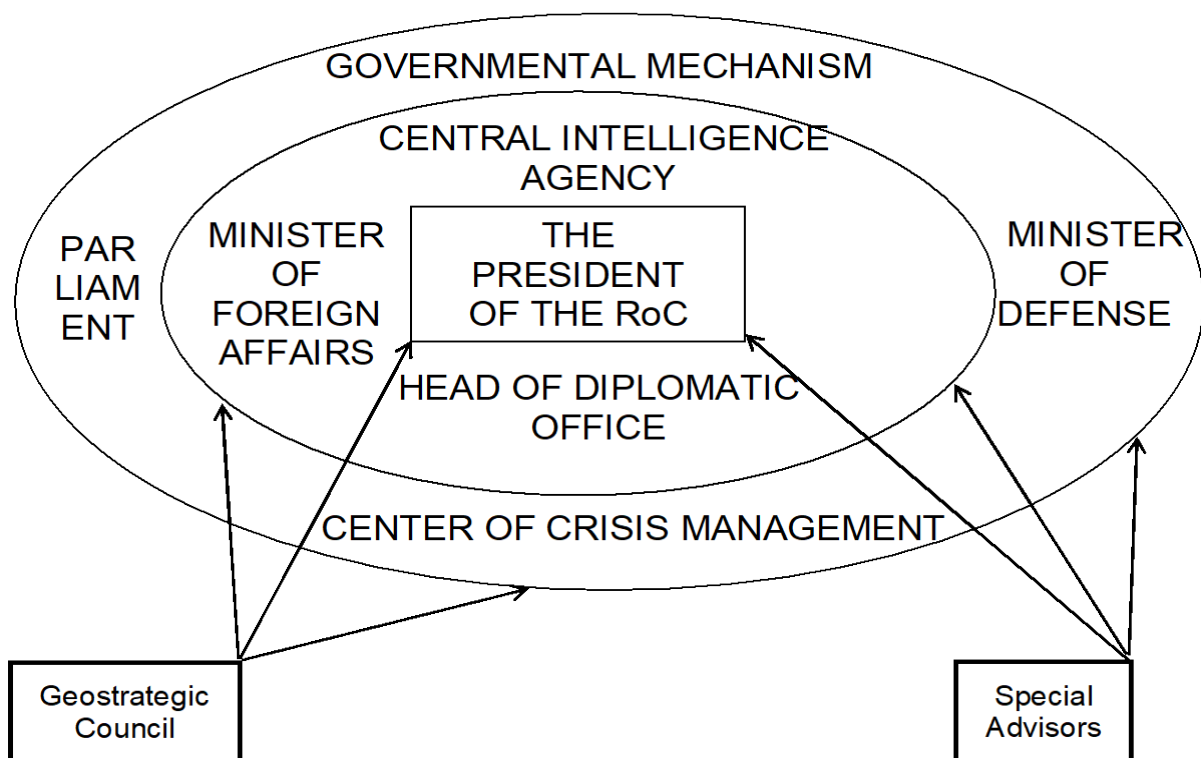 GOVERNMENTAL MECHANISM
CENTRAL INTELLIGENCE
AGENCY
PAR
LIAM
ENT
MINISTER
OF
FOREIGN
AFFAIRS
THE
PRESIDENT
OF THE RoC
MINISTER
OF
DEFENSE
HEAD OF DIPLOMATIC
OFFICE
CENTER OF CRISIS MANAGEMENT
Geostrategic
Council
Special
Advisors